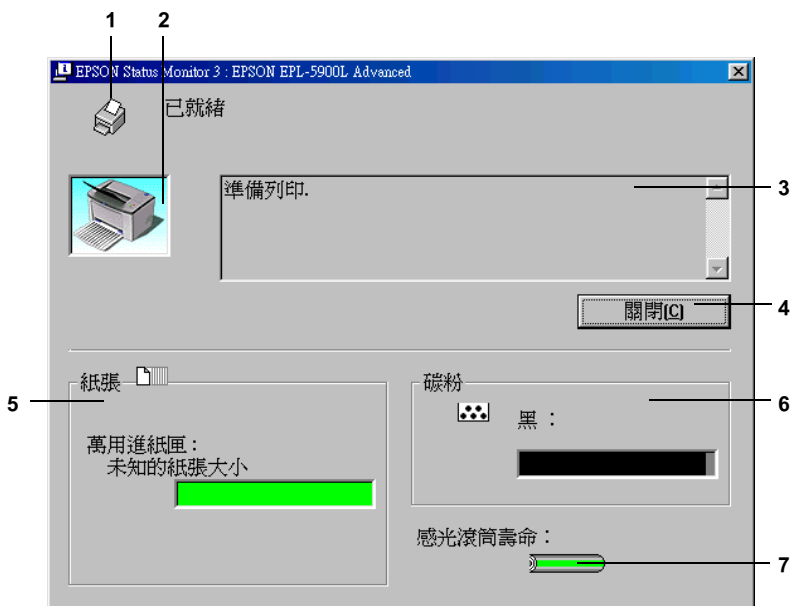 1 2
EPSON Status Monitor 3 : EPSON EPL-5900L Advanced
已就緒
準備列印.
3
關閉(C)
4
紙張
5
萬用進紙匣：
未知的紙張大小
碳粉
6
黑：
感光滾筒壽命：
7